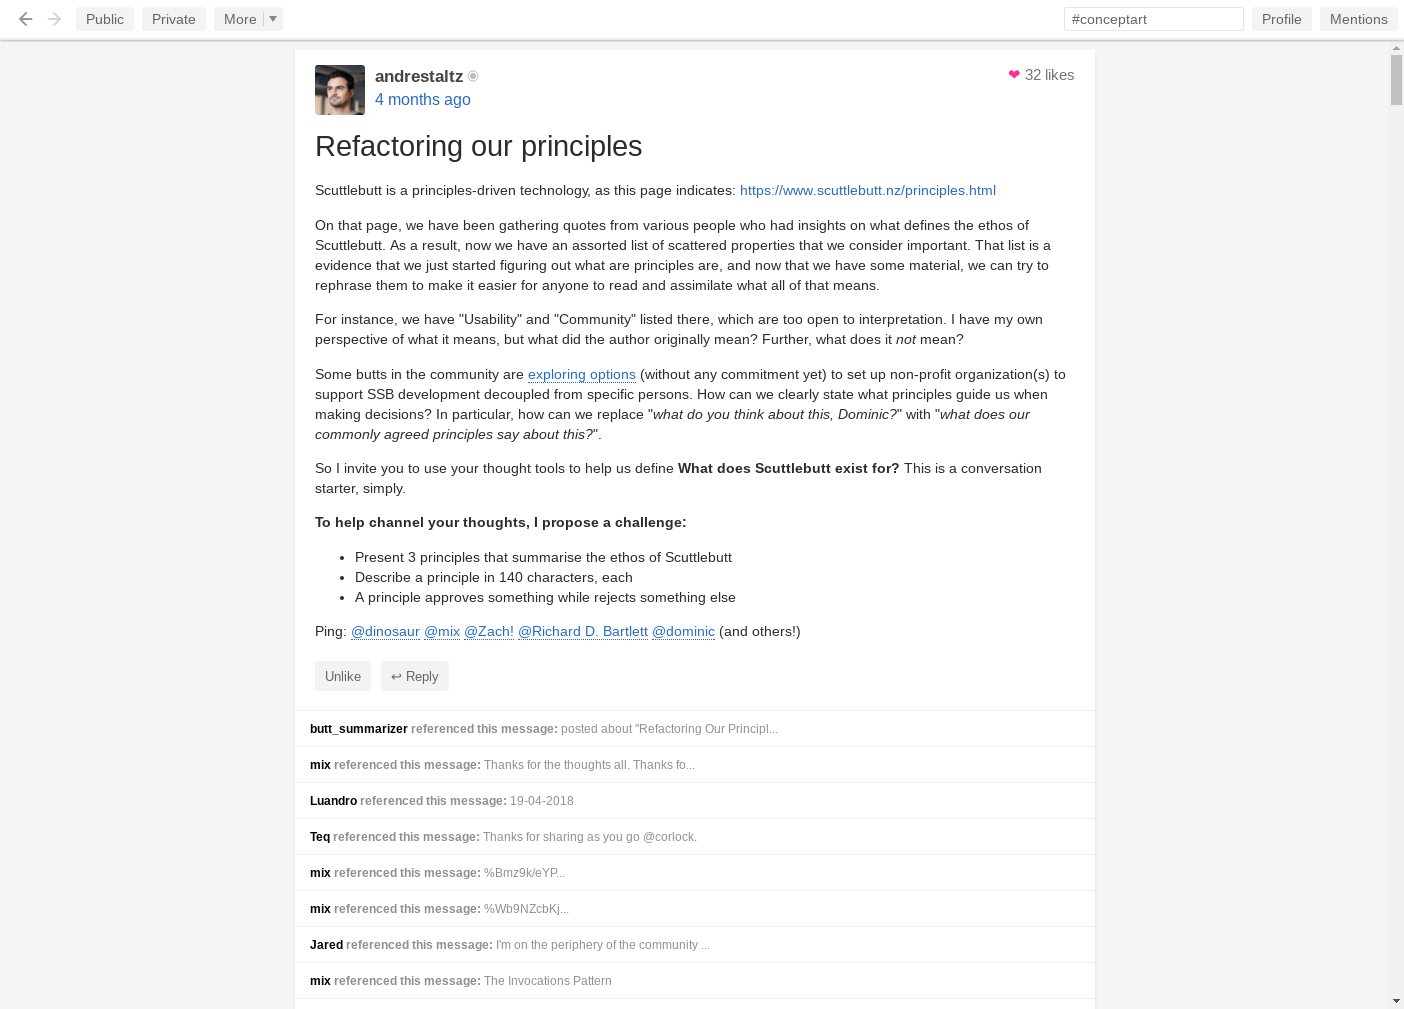 Public
Private
More
#conceptart
Profile
Mentions
andrestaltz
32 likes
4 months ago
Refactoring our principles
Scuttlebutt is a principles-driven technology, as this page indicates: https://www.scuttlebutt.nz/principles.html
On that page, we have been gathering quotes from various people who had insights on what defines the ethos of
Scuttlebutt. As a result, now we have an assorted list of scattered properties that we consider important. That list is a
evidence that we just started figuring out what are principles are, and now that we have some material, we can try to
rephrase them to make it easier for anyone to read and assimilate what all of that means.
For instance, we have "Usability" and "Community" listed there, which are too open to interpretation. I have my own
perspective of what it means, but what did the author originally mean? Further, what does it not mean?
Some butts in the community are exploring options (without any commitment yet) to set up non-profit organization(s) to
support SSB development decoupled from specific persons. How can we clearly state what principles guide us when
making decisions? In particular, how can we replace "what do you think about this, Dominic?" with "what does our
commonly agreed principles say about this?".
So I invite you to use your thought tools to help us define What does Scuttlebutt exist for? This is a conversation
starter, simply.
To help channel your thoughts, I propose a challenge:
• Present 3 principles that summarise the ethos of Scuttlebutt
• Describe a principle in 140 characters, each
• A principle approves something while rejects something else
Ping: @dinosaur @mix @Zach! @Richard D. Bartlett @dominic (and others!)
Unlike
↩ Reply
butt_summarizer referenced this message: posted about "Refactoring Our Principl...
mix referenced this message: Thanks for the thoughts all. Thanks fo...
Luandro referenced this message: 19-04-2018
Teq referenced this message: Thanks for sharing as you go @corlock.
mix referenced this message: %Bmz9k/eYP...
mix referenced this message: %Wb9NZcbKj...
Jared referenced this message: I'm on the periphery of the community ...
mix referenced this message: The Invocations Pattern